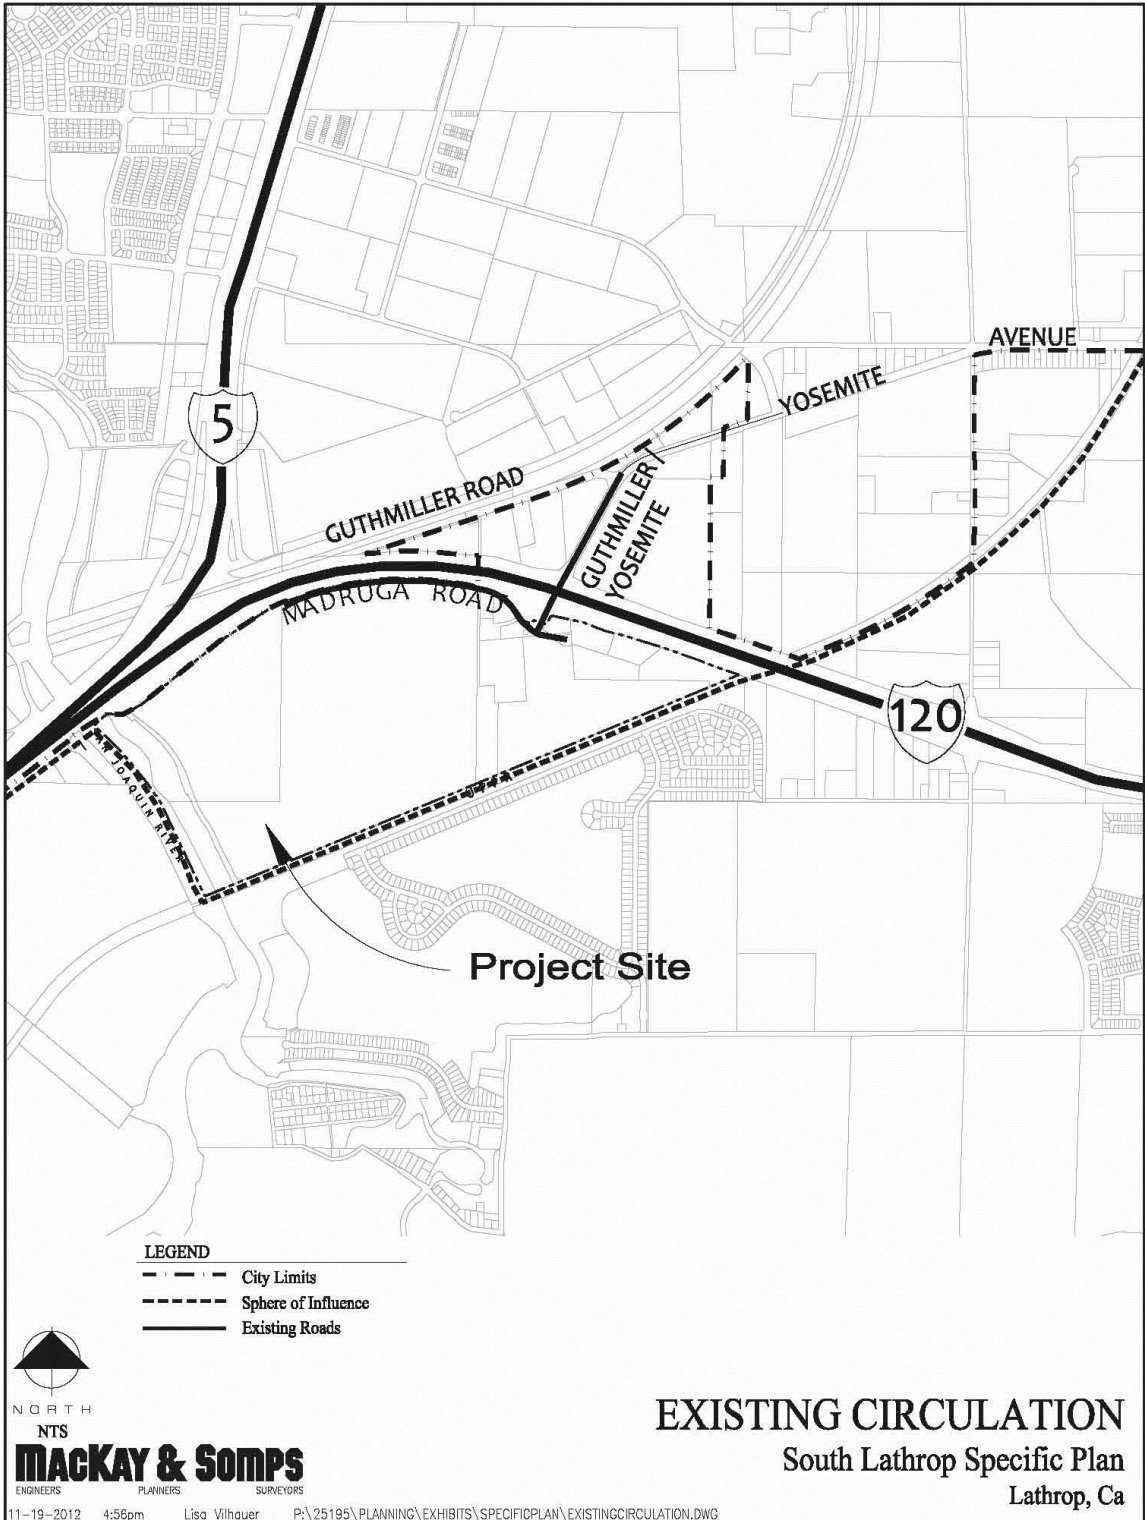 AVENUE
YOSEMITE
5
GUTHMILLER ROAD
GUTHMILLER/
YOSEMITE
MADRUGA ROAD
120
JOAQUIN RIVER
Project Site
LEGEND
City Limits
Sphere of Influence
Existing Roads
NORTH
NTS
MACKAY & SOMPS
ENGINEERS PLANNERS SURVEYORS
EXISTING CIRCULATION
South Lathrop Specific Plan
Lathrop, Ca
11-19-2012 4:56pm Lisa Vilhauer P:\25195\PLANNING\EXHIBITS\SPECIFICPLAN\EXISTINGCIRCULATION.DWG